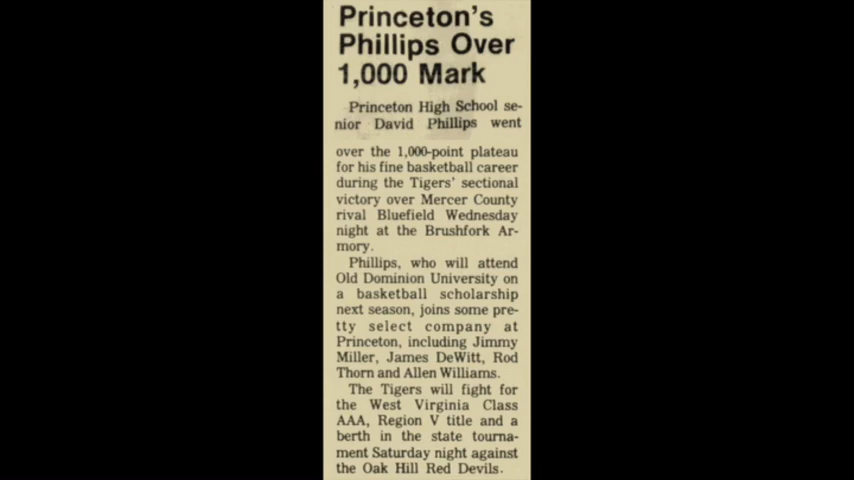 Princeton's
Phillips Over
1,000 Mark
Princeton High School se-
nior David Phillips went
over the 1,000-point plateau
for his fine basketball career
during the Tigers' sectional
victory over Mercer County
rival Bluefield Wednesday
night at the Brushfork Ar-
mory.
Phillips, who will attend
Old Dominion University on
a basketball scholarship
next season, joins some pre-
tty select company at
Princeton, including Jimmy
Miller, James DeWitt, Rod
Thorn and Allen Williams.
The Tigers will fight for
the West Virginia Class
AAA, Region V title and a
berth in the state tourna-
ment Saturday night against
the Oak Hill Red Devils.